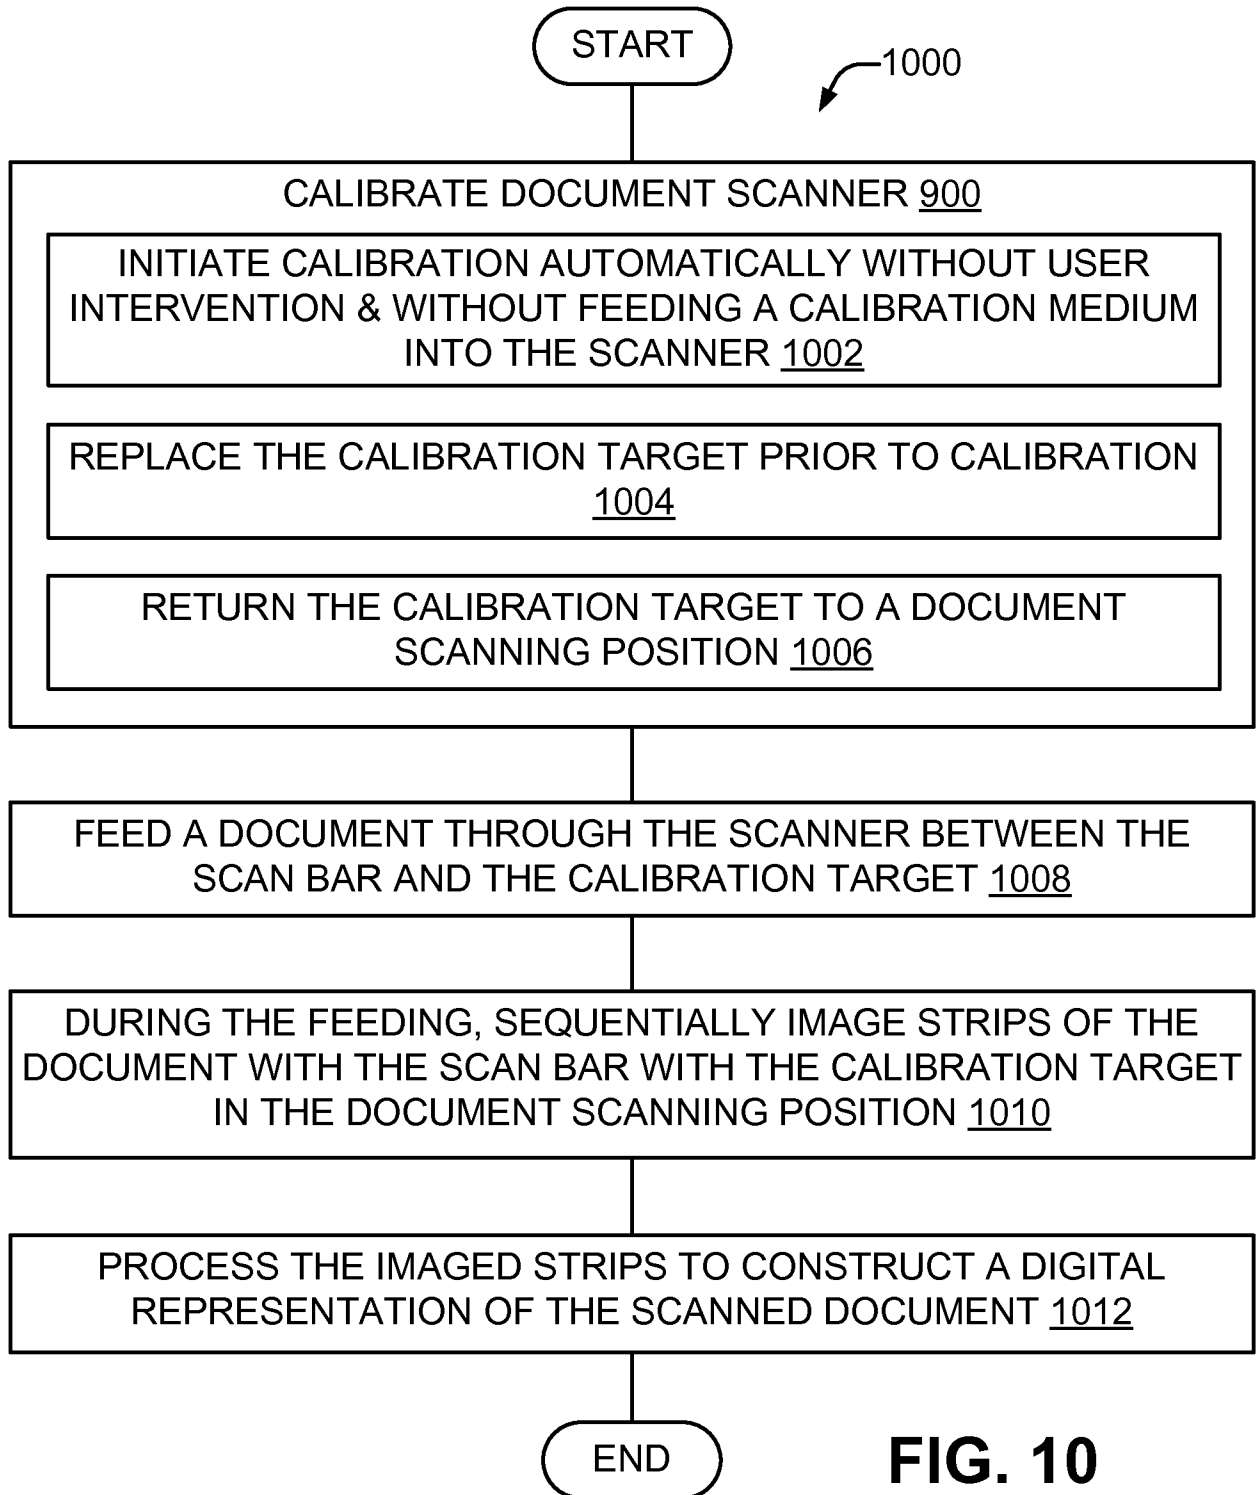 START
1000
CALIBRATE DOCUMENT SCANNER 900
INITIATE CALIBRATION AUTOMATICALLY WITHOUT USER
INTERVENTION & WITHOUT FEEDING A CALIBRATION MEDIUM
INTO THE SCANNER 1002
REPLACE THE CALIBRATION TARGET PRIOR TO CALIBRATION
1004
RETURN THE CALIBRATION TARGET TO A DOCUMENT
SCANNING POSITION 1006
FEED A DOCUMENT THROUGH THE SCANNER BETWEEN THE
SCAN BAR AND THE CALIBRATION TARGET 1008
DURING THE FEEDING, SEQUENTIALLY IMAGE STRIPS OF THE
DOCUMENT WITH THE SCAN BAR WITH THE CALIBRATION TARGET
IN THE DOCUMENT SCANNING POSITION 1010
PROCESS THE IMAGED STRIPS TO CONSTRUCT A DIGITAL
REPRESENTATION OF THE SCANNED DOCUMENT 1012
END
FIG. 10